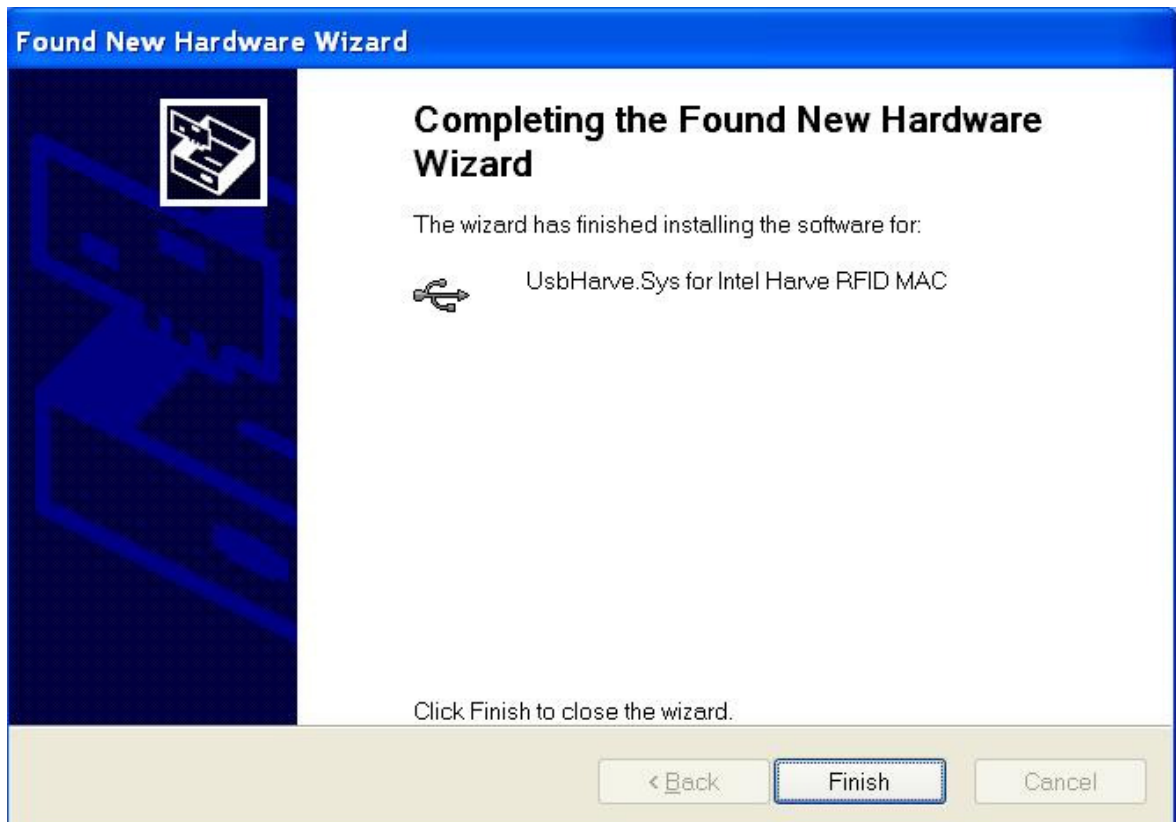 Found New Hardware Wizard
Completing the Found New Hardware
Wizard
The wizard has finished installing the software for:
UsbHarve.Sys for Intel Harve RFID MAC
Click Finish to close the wizard.
< Back
Finish
Cancel